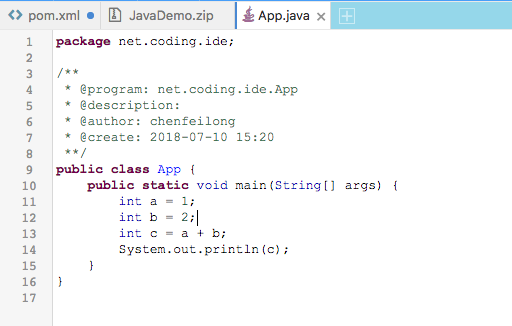 pom.xml JavaDemo.zip App.java
1 package net.coding.ide;
2
3 /**
4 * @program: net.coding.ide.App
5 * @description:
6 * @author: chenfeilong
7 * @create: 2018-07-10 15:20
8 **/
9 public class App {
10 public static void main(String[] args) {
11 int a = 1;
12 int b = 2;
13 int c = a + b;
14 System.out.println(c);
15 }
16 }
17